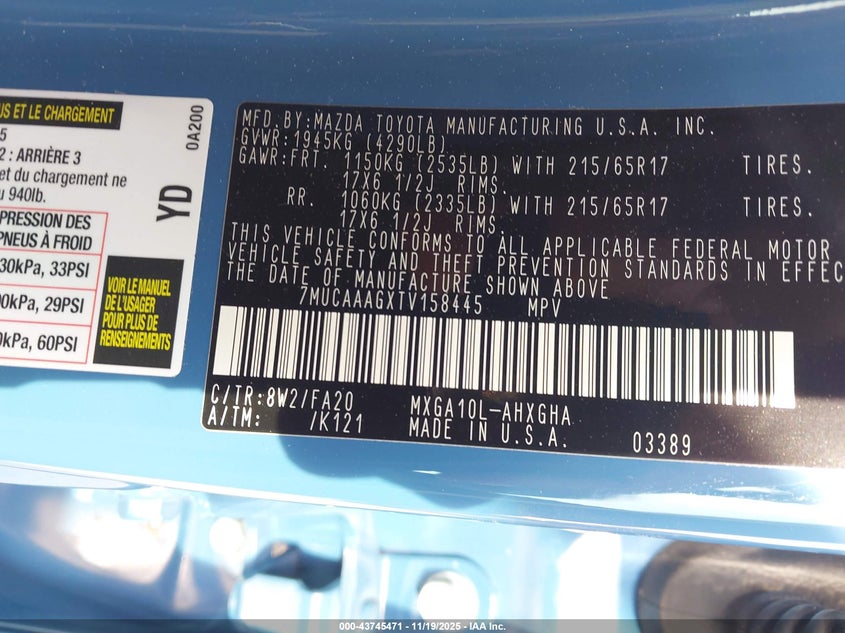 US ET LE CHARGEMENT
5
2 : ARRIÈRE 3
et du chargement ne
u 940lb.
PRESSION DES
PNEUS À FROID
30kPa, 33PSI
00kPa, 29PSI
0kPa, 60PSI
VOIR LE MANUEL
DE L'USAGER
POUR PLUS DE
RENSEIGNEMENTS
YD
0A200
MFD.BY:MAZDA TOYOTA MANUFACTURING U.S.A. INC.
GVWR:1945KG (4290LB)
GAWR:FRT. 1150KG (2535LB) WITH 215/65R17 TIRES.
17X6 1/2J RIMS.
RR. 1060KG (2335LB) WITH 215/65R17 TIRES.
17X6 1/2J RIMS.
THIS VEHICLE CONFORMS TO ALL APPLICABLE FEDERAL MOTOR
VEHICLE SAFETY AND THEFT PREVENTION STANDARDS IN EFFEC
THE DATE OF MANUFACTURE SHOWN ABOVE
7MUCAAAGXTV158445 MPV
C/TR:8W2/FA20 MXGA10L-AHXGHA
A/TM: /K121 MADE IN U.S.A. 03389
000-43745471 - 11/19/2025 - IAA Inc.